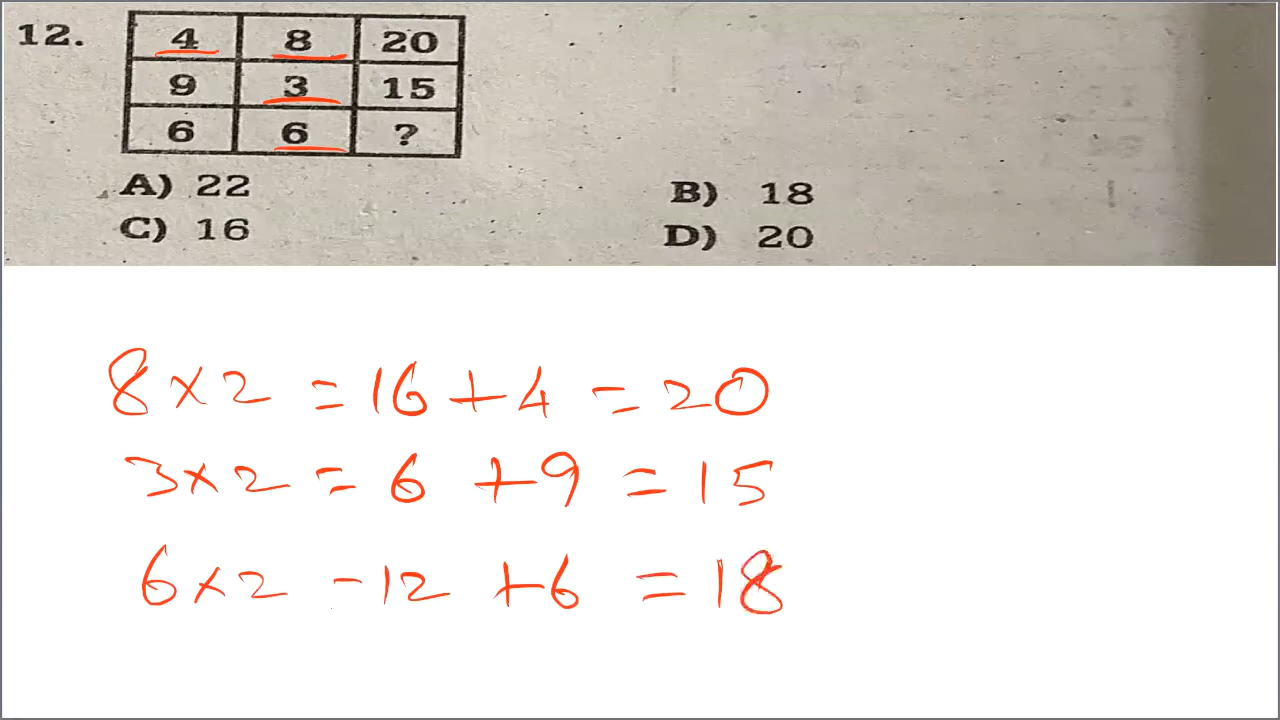 12. 4 8 20
9 3 15
6 6 ?
A) 22 B) 18
C) 16 D) 20
8 × 2 = 16 + 4 = 20
3 × 2 = 6 + 9 = 15
6 × 2 - 12 + 6 = 18